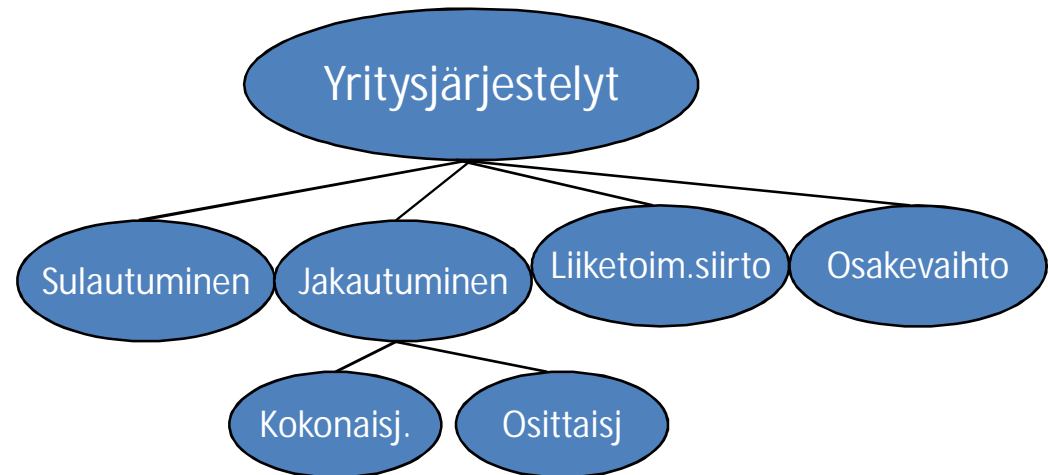 Yritysjärjestelyt
Sulautuminen
Jakautuminen
Liiketoim.siirto
Osakevaihto
Kokonaisj.
Osittaisj